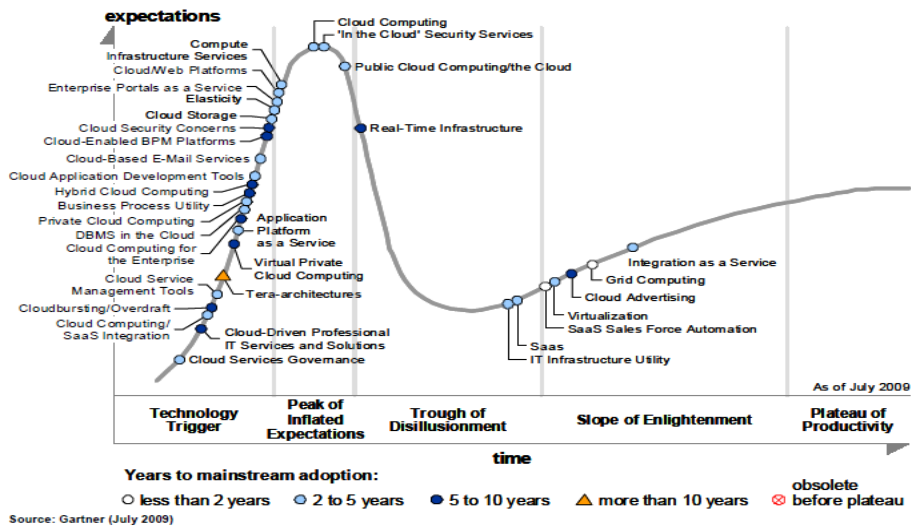 expectations
Cloud Computing
'In the Cloud' Security Services
Compute
Infrastructure Services
Cloud/Web Platforms
Public Cloud Computing/the Cloud
Enterprise Portals as a Service
Elasticity
Cloud Storage
Cloud Security Concerns
Real-Time Infrastructure
Cloud-Enabled BPM Platforms
Cloud-Based E-Mail Services
Cloud Application Development Tools
Hybrid Cloud Computing
Business Process Utility
Private Cloud Computing
DBMS in the Cloud
Cloud Computing for
the Enterprise
Application
Platform
as a Service
Virtual Private
Cloud Computing
Cloud Service
Management Tools
Tera-architectures
Cloudbursting/Overdraft
Cloud Computing/
SaaS Integration
Cloud-Driven Professional
IT Services and Solutions
Cloud Services Governance
Integration as a Service
Grid Computing
Cloud Advertising
Virtualization
SaaS Sales Force Automation
Saas
IT Infrastructure Utility
As of July 2009
Technology
Trigger
Peak of
Inflated
Expectations
Trough of
Disillusionment
Slope of Enlightenment
Plateau of
Productivity
time
Years to mainstream adoption:
less than 2 years
2 to 5 years
5 to 10 years
more than 10 years
obsolete
before plateau
Source: Gartner (July 2009)